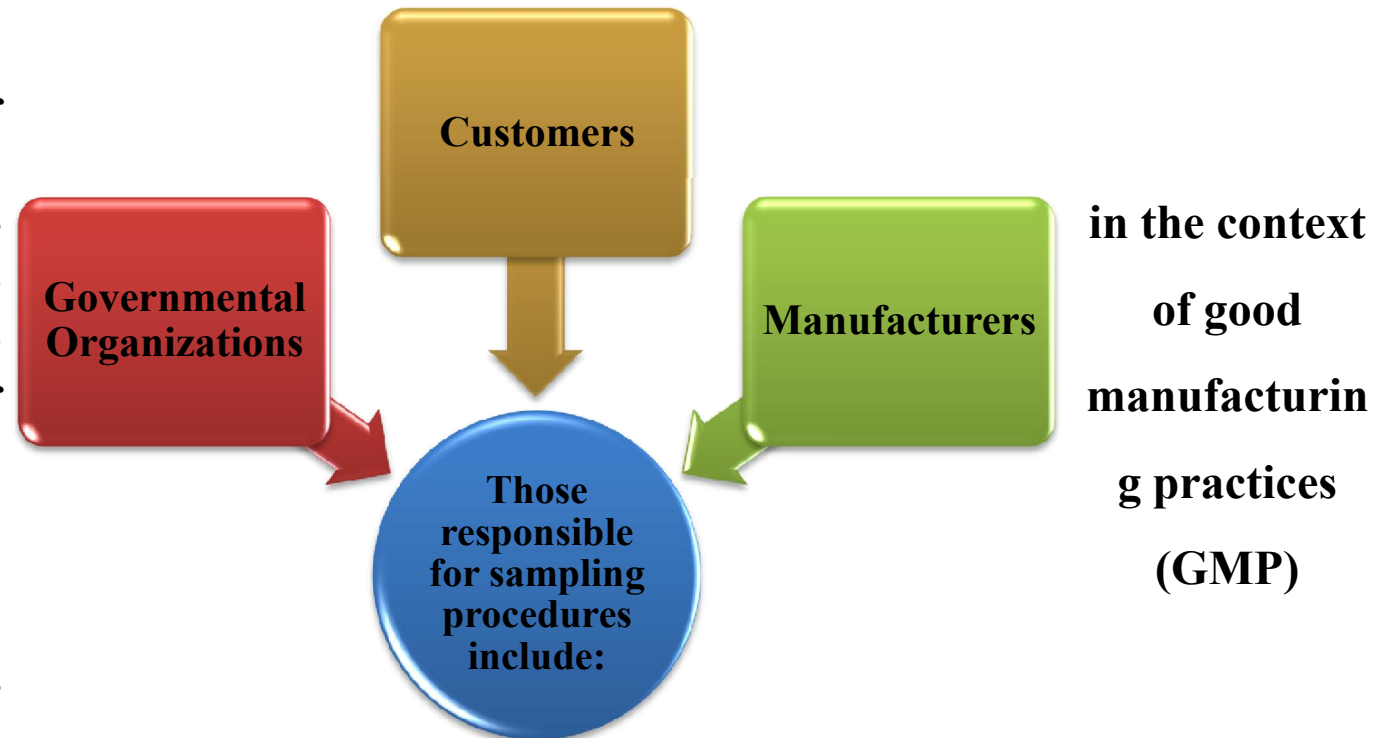 Customers
Governmental
Organizations
Manufacturers
Those
responsible
for sampling
procedures
include:
in the context
of good
manufacturin
g practices
(GMP)